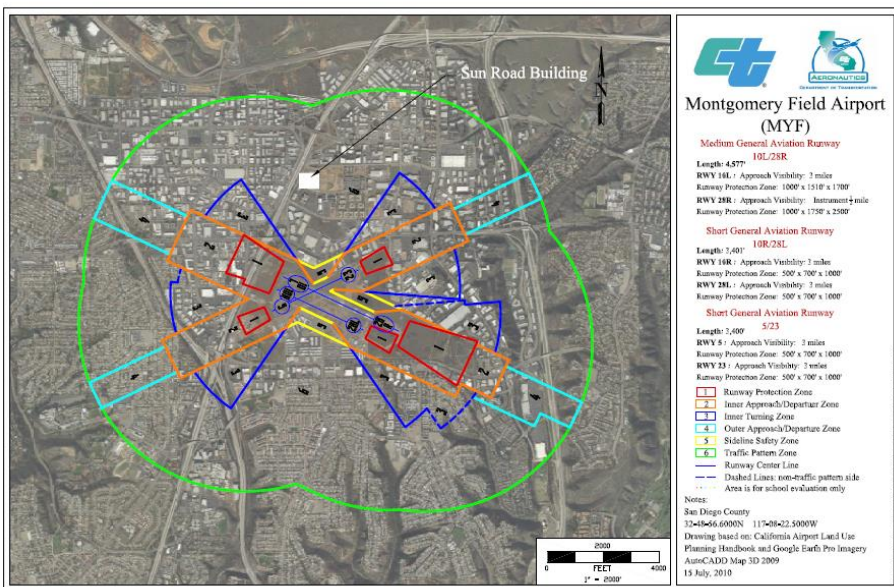 Sun Road Building
N
2000
0
4000
FEET
1" = 2000'
Ct
AERONAUTICS
DEPARTMENT OF TRANSPORTATION
Montgomery Field Airport
(MYF)
Medium General Aviation Runway
10L/28R
Length: 4,577'
RWY 16L : Approach Visibility: 3 miles
Runway Protection Zone: 1000' x 1510' x 1700'
RWY 28R : Approach Visibility: Instrument ½ mile
Runway Protection Zone: 1000' x 1750' x 2500'
Short General Aviation Runway
10R/28L
Length: 3,401'
RWY 16R : Approach Visibility: 3 miles
Runway Protection Zone: 500' x 700' x 1000'
RWY 28L : Approach Visibility: 3 miles
Runway Protection Zone: 500' x 700' x 1000'
Short General Aviation Runway
5/23
Length: 3,400'
RWY 5 : Approach Visibility: 3 miles
Runway Protection Zone: 500' x 700' x 1000'
RWY 23 : Approach Visibility: 3 miles
Runway Protection Zone: 500' x 700' x 1000'
1 Runway Protection Zone
2 Inner Approach/Departure Zone
3 Inner Turning Zone
4 Outer Approach/Departure Zone
5 Sideline Safety Zone
6 Traffic Pattern Zone
Runway Center Line
Dashed Lines: non-traffic pattern side
Area is for school evaluation only
Notes:
San Diego County
32-48-56.6000N 117-08-22.5000W
Drawing based on: California Airport Land Use
Planning Handbook and Google Earth Pro Imagery
AutoCADD Map 3D 2009
15 July, 2010